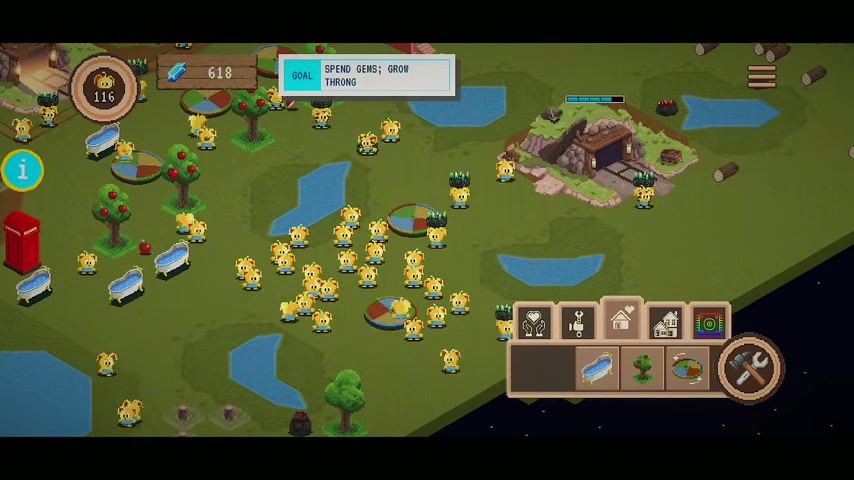 116
618
GOAL
SPEND GEMS; GROW
THRONG
i